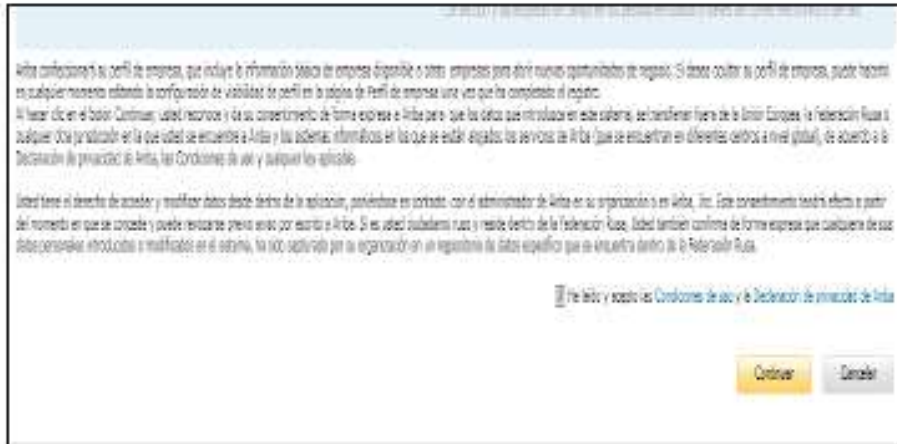 Ariba confeccionará su perfil de empresa, que incluye la información básica de empresa disponible a otras empresas para abrir nuevas oportunidades de negocio. Si desea ocultar su perfil de empresa, puede hacerlo
en cualquier momento editando la configuración de visibilidad de perfil en la página de Perfil de empresa una vez que ha completado el registro.
Al hacer clic en el botón Continuar, usted reconoce y da su consentimiento de forma expresa a Ariba para que los datos que introduzca en este sistema, se transfieran fuera de la Unión Europea, la Federación Rusa o
cualquier otra jurisdicción en la que usted se encuentre a Ariba y los sistemas informáticos en los que se están alojados los servicios de Ariba (que se encuentran en diferentes centros a nivel global), de acuerdo a la
Declaración de privacidad de Ariba, las Condiciones de uso y cualquier ley aplicable.
Usted tiene el derecho de acceder y modificar datos desde dentro de la aplicación, poniéndose en contacto con el administrador de Ariba en su organización o en Ariba, Inc. Este consentimiento tendrá efecto a partir
del momento en que se concede y puede revocarse previo aviso por escrito a Ariba. Si es usted ciudadano ruso y reside dentro de la Federación Rusa, Usted también confirma de forma expresa que cualquiera de sus
datos personales introducidos o modificados en el sistema, ha sido capturado por su organización en un repositorio de datos específico que se encuentra dentro de la Federación Rusa.
He leído y acepto las Condiciones de uso y la Declaración de privacidad de Ariba
Continuar Cancelar